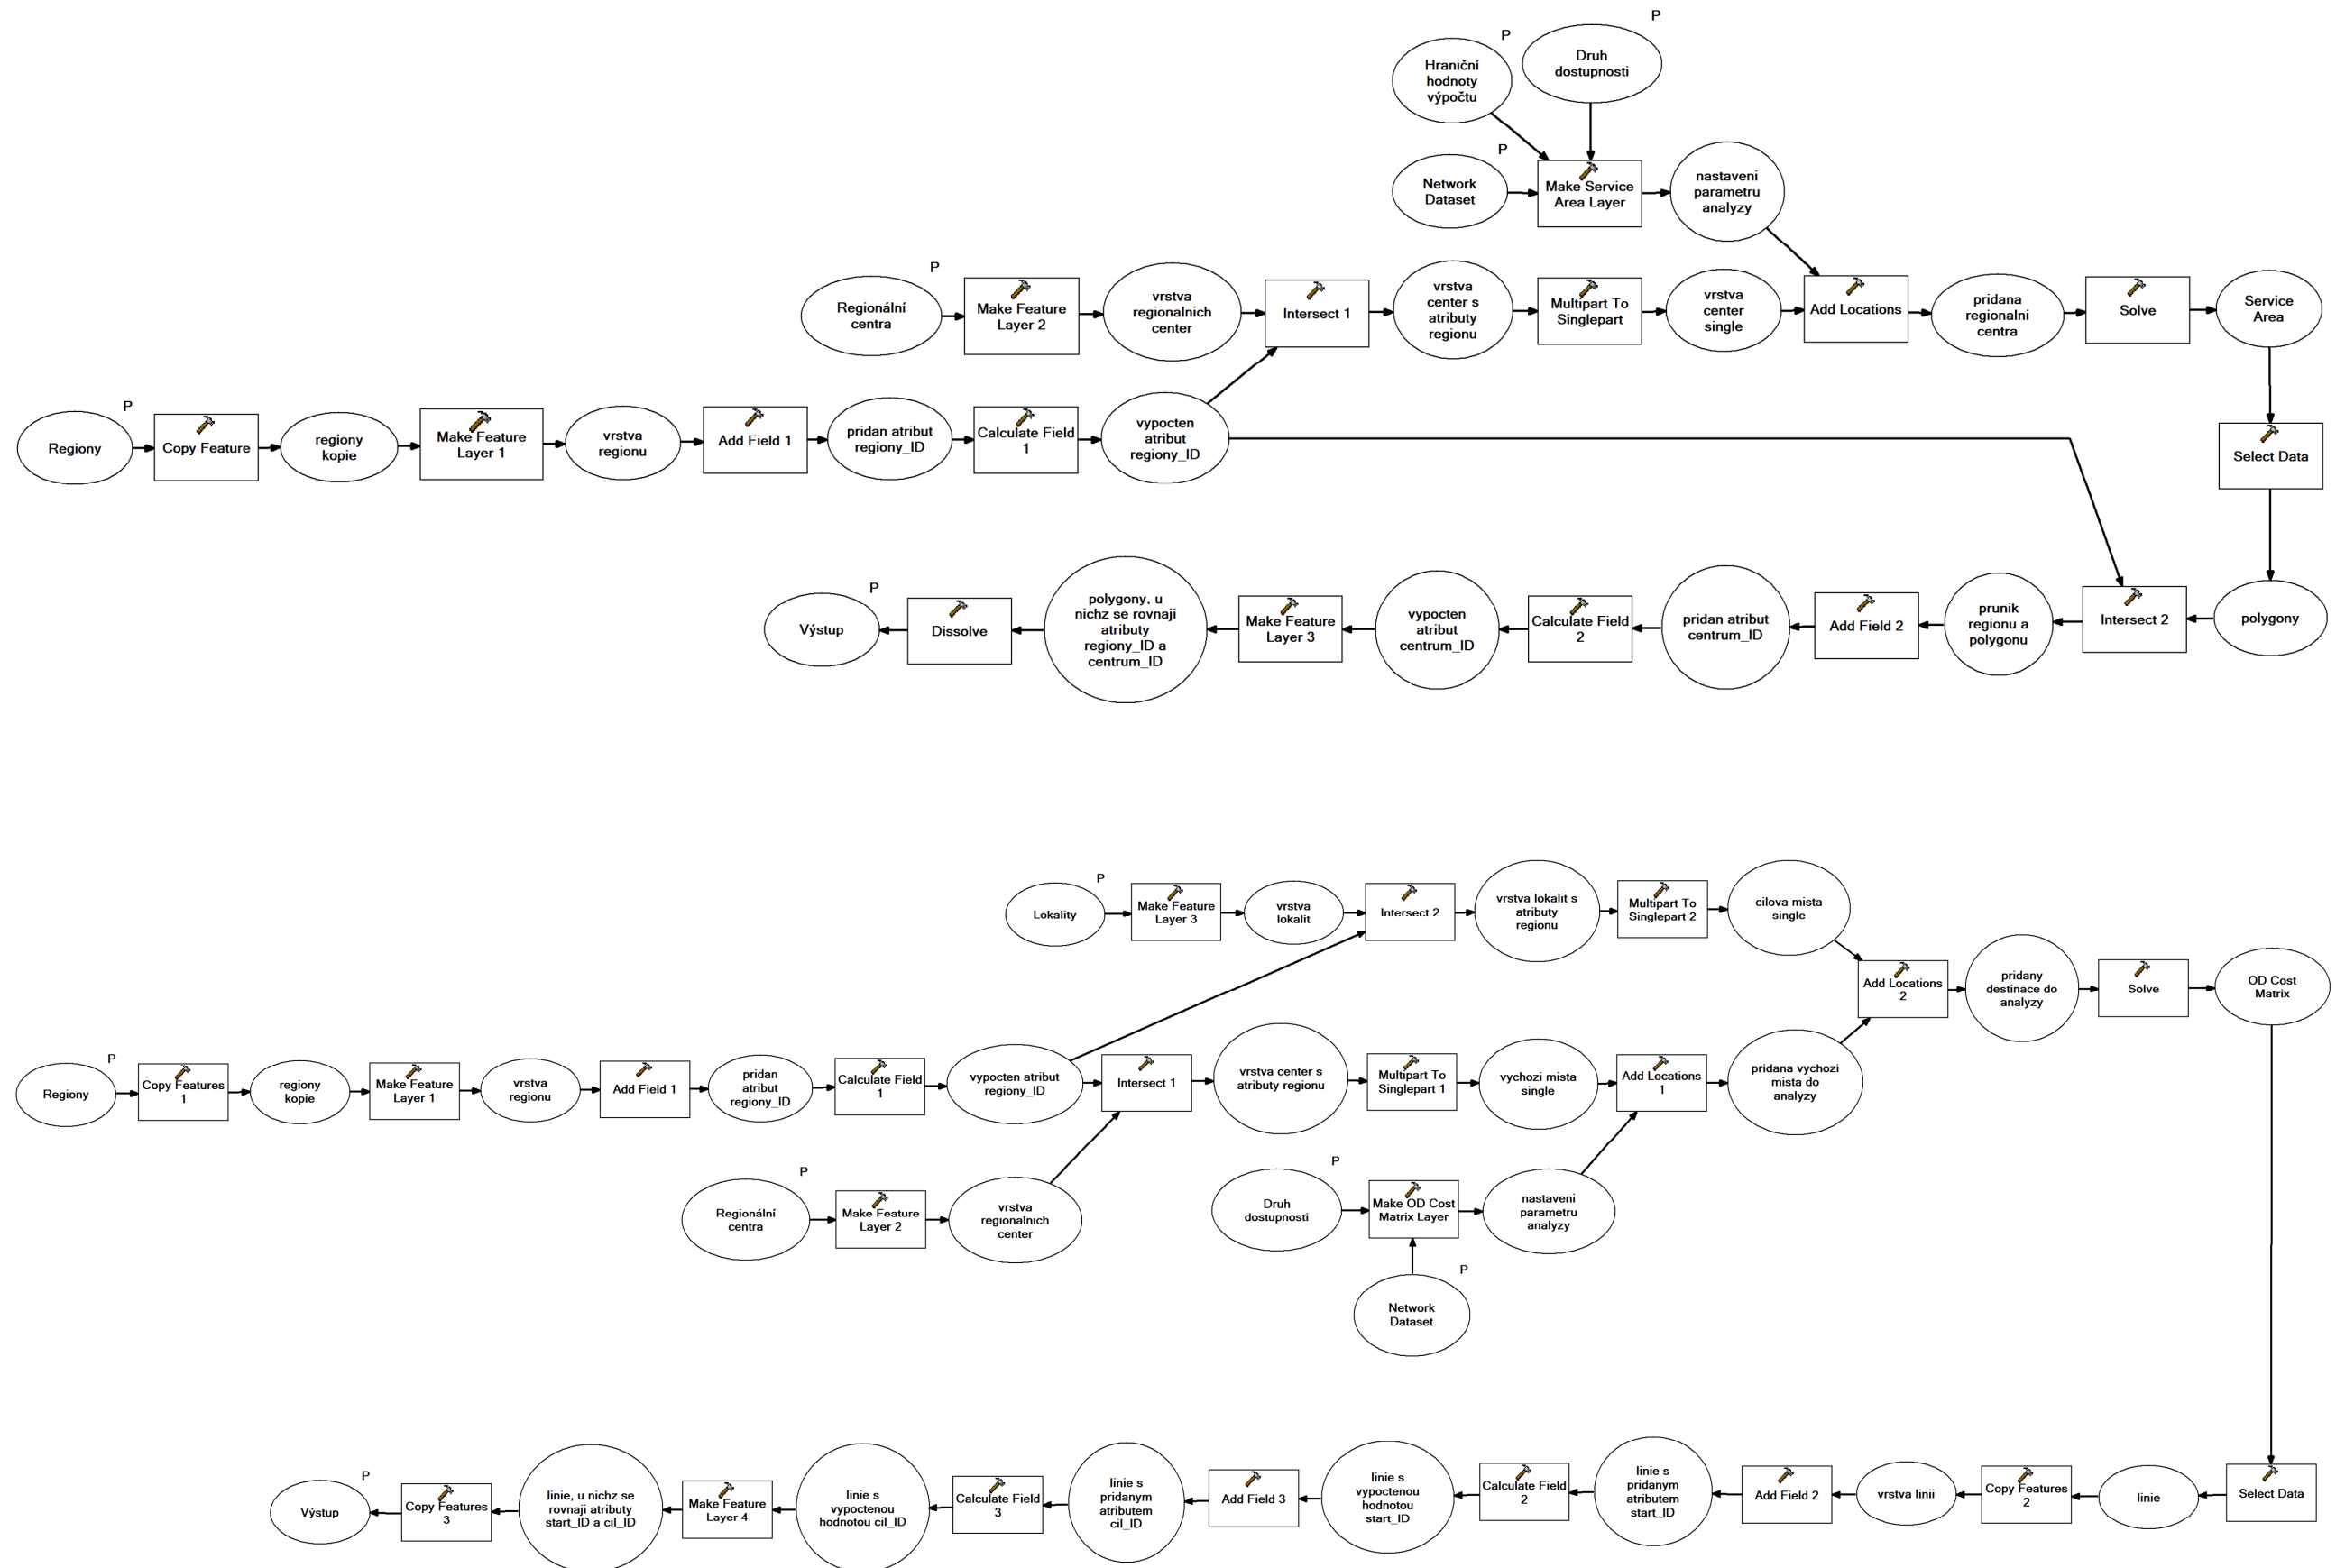 P
P
Hraniční
hodnoty
výpočtu
Druh
dostupnosti
P
Network
Dataset
Make Service
Area Layer
nastaveni
parametru
analyzy
P
Regionální
centra
Make Feature
Layer 2
vrstva
regionalnich
center
Intersect 1
vrstva
center s
atributy
regionu
Multipart To
Singlepart
vrstva
center
single
Add Locations
pridana
regionalni
centra
Solve
Service
Area
P
Regiony
Copy Feature
regiony
kopie
Make Feature
Layer 1
vrstva
regionu
Add Field 1
pridan atribut
regiony_ID
Calculate Field
1
vypocten
atribut
regiony_ID
Select Data
P
Výstup
Dissolve
polygony, u
nichz se rovnaji
atributy
regiony_ID a
centrum_ID
Make Feature
Layer 3
vypocten
atribut
centrum_ID
Calculate Field
2
pridan atribut
centrum_ID
Add Field 2
prunik
regionu a
polygonu
Intersect 2
polygony
P
Lokality
Make Feature
Layer 3
vrstva
lokalit
Intersect 2
vrstva lokalit s
atributy
regionu
Multipart To
Singlepart 2
cilova mista
single
Add Locations
2
pridany
destinace do
analyzy
Solve
OD Cost
Matrix
P
Regiony
Copy Features
1
regiony
kopie
Make Feature
Layer 1
vrstva
regionu
Add Field 1
pridan
atribut
regiony_ID
Calculate Field
1
vypocten atribut
regiony_ID
Intersect 1
vrstva center s
atributy regionu
Multipart To
Singlepart 1
vychozi mista
single
Add Locations
1
pridana vychozi
mista do
analyzy
P
Regionální
centra
Make Feature
Layer 2
vrstva
regionalnich
center
P
Druh
dostupnosti
Make OD Cost
Matrix Layer
nastaveni
parametru
analyzy
P
Network
Dataset
P
Výstup
Copy Features
3
linie, u nichz se
rovnaji atributy
start_ID a cil_ID
Make Feature
Layer 4
linie s
vypoctenou
hodnotou cil_ID
Calculate Field
3
linie s
pridanym
atributem
cil_ID
Add Field 3
linie s
vypoctenou
hodnotou
start_ID
Calculate Field
2
linie s
pridanym
atributem
start_ID
Add Field 2
vrstva linii
Copy Features
2
linie
Select Data